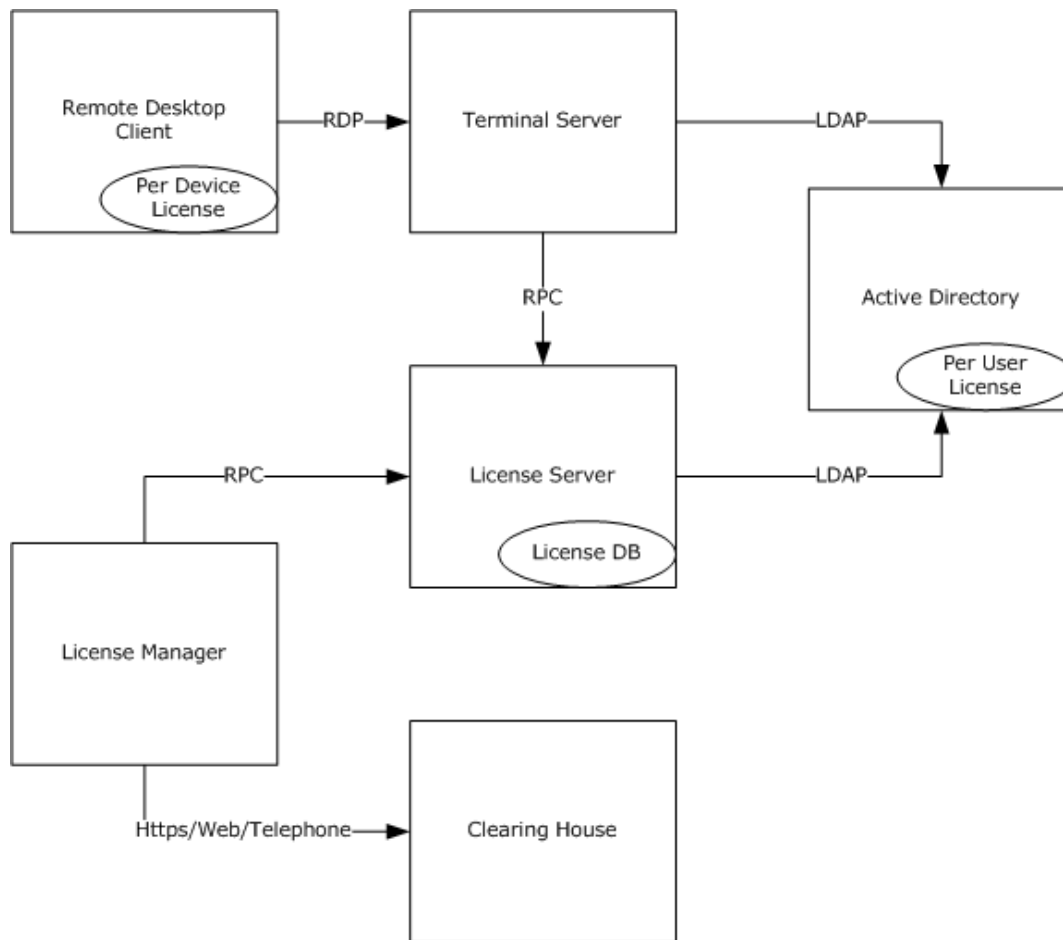 Remote Desktop
Client
RDP
Terminal Server
LDAP
Per Device
License
RPC
Active Directory
Per User
License
RPC
License Server
LDAP
License DB
License Manager
Https/Web/Telephone
Clearing House